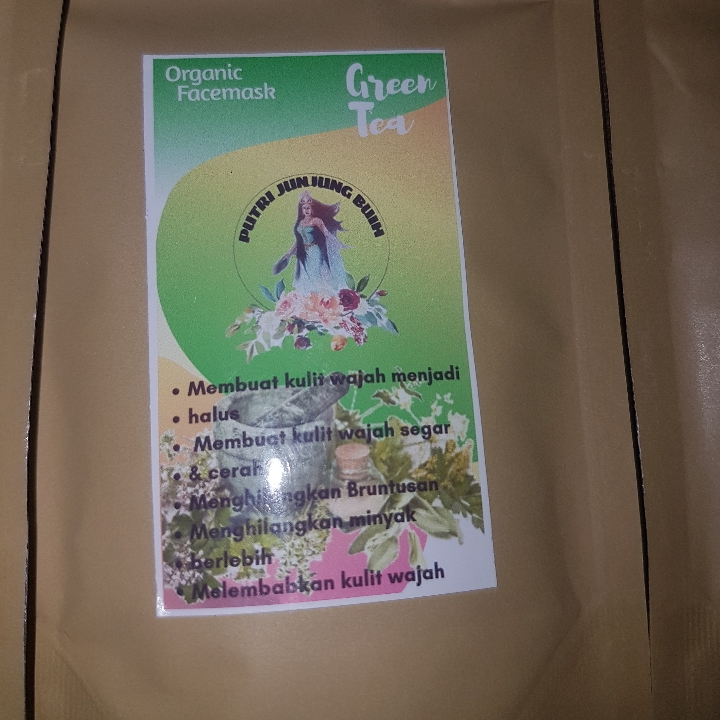 Organic
Facemask
Green
Tea
PUTRI JUNJUNG BUIH
• Membuat kulit wajah menjadi
• halus
• Membuat kulit wajah segar
• & cerah
• Menghilangkan Bruntusan
• Menghilangkan minyak
• berlebih
• Melembabkan kulit wajah